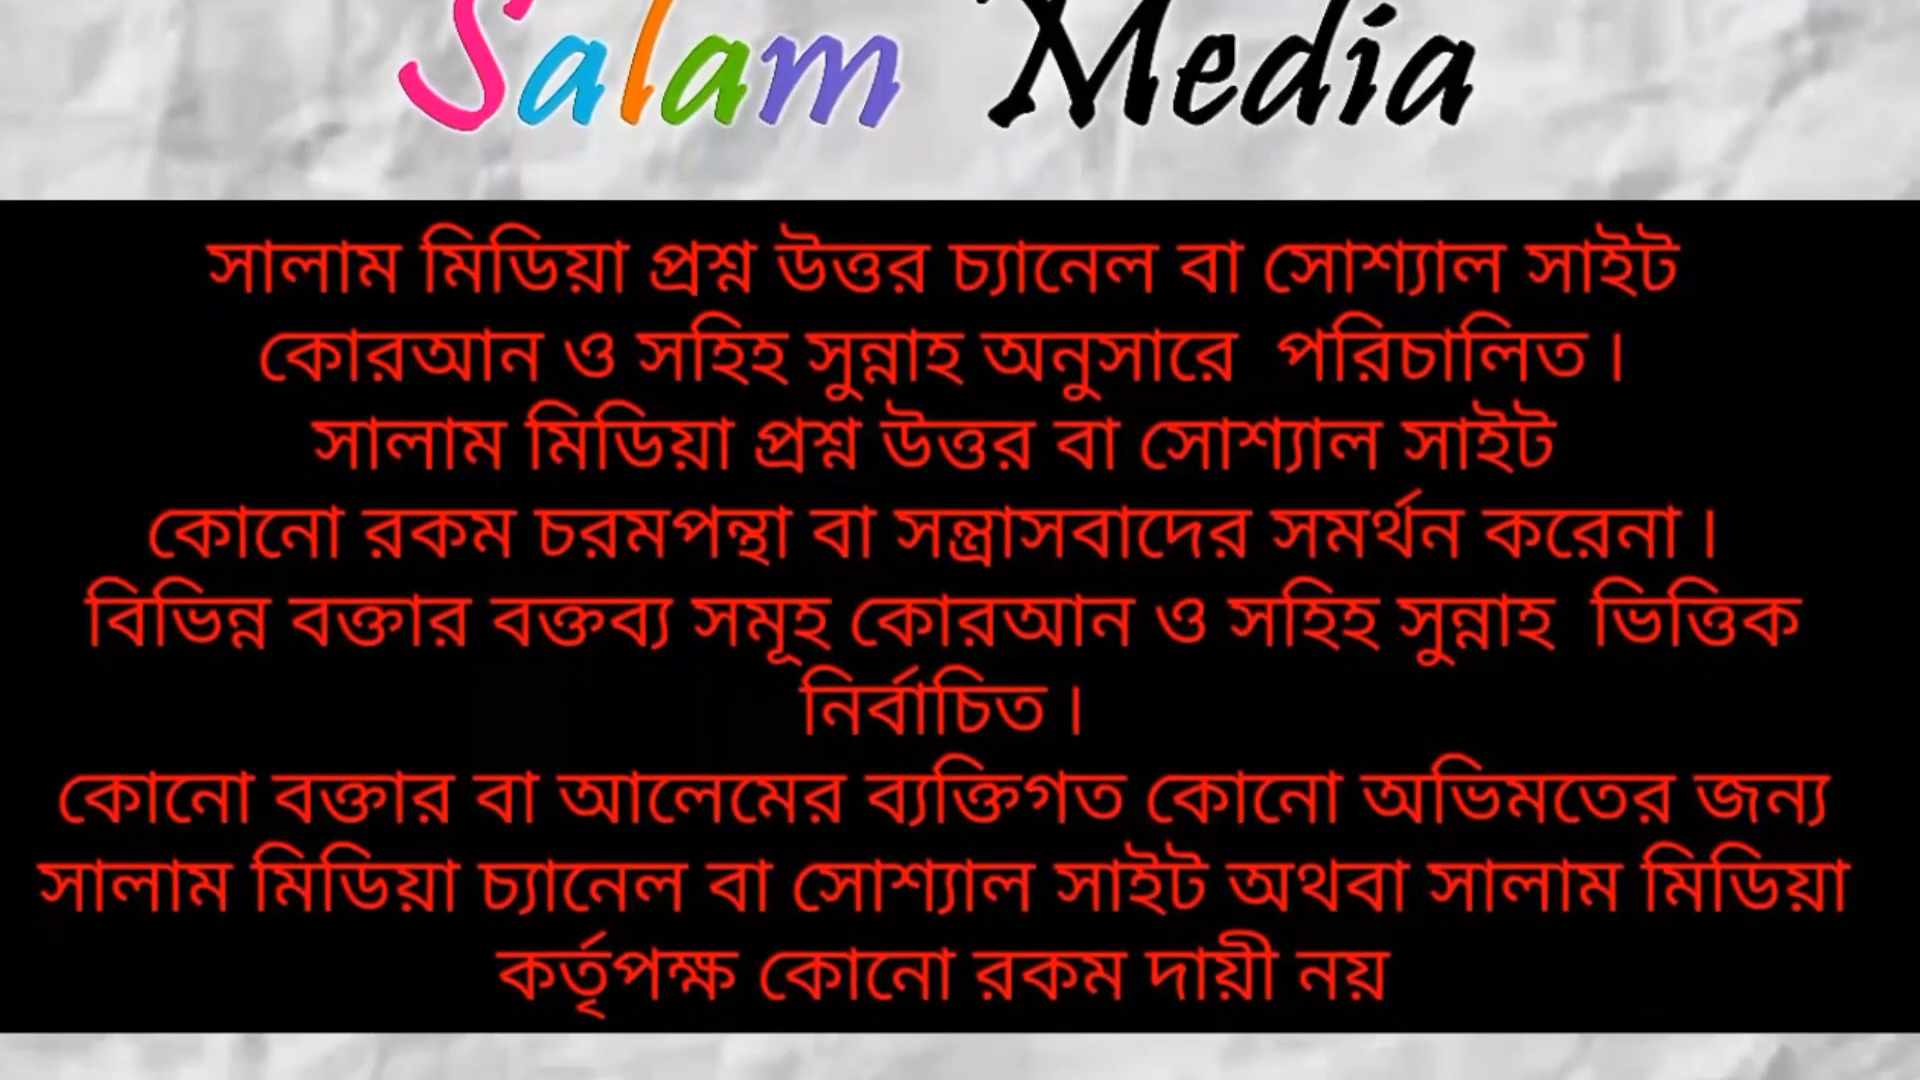 Salam Media
সালাম মিডিয়া প্রশ্ন উত্তর চ্যানেল বা সোশ্যাল সাইট
কোরআন ও সহিহ সুন্নাহ অনুসারে পরিচালিত।
সালাম মিডিয়া প্রশ্ন উত্তর বা সোশ্যাল সাইট
কোনো রকম চরমপন্থা বা সন্ত্রাসবাদের সমর্থন করেনা।
বিভিন্ন বক্তার বক্তব্য সমূহ কোরআন ও সহিহ সুন্নাহ ভিত্তিক
নির্বাচিত।
কোনো বক্তার বা আলেমের ব্যক্তিগত কোনো অভিমতের জন্য
সালাম মিডিয়া চ্যানেল বা সোশ্যাল সাইট অথবা সালাম মিডিয়া
কর্তৃপক্ষ কোনো রকম দায়ী নয়